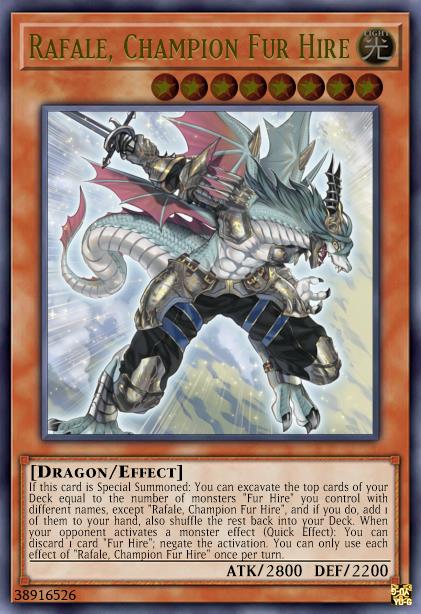 Rafale, Champion Fur Hire
LIGHT
光
[Dragon/Effect]
If this card is Special Summoned: You can excavate the top cards of your
Deck equal to the number of monsters "Fur Hire" you control with
different names, except "Rafale, Champion Fur Hire", and if you do, add 1
of them to your hand, also shuffle the rest back into your Deck. When
your opponent activates a monster effect (Quick Effect): You can
discard 1 card "Fur Hire"; negate the activation. You can only use each
effect of "Rafale, Champion Fur Hire" once per turn.
ATK/2800 DEF/2200
38916526